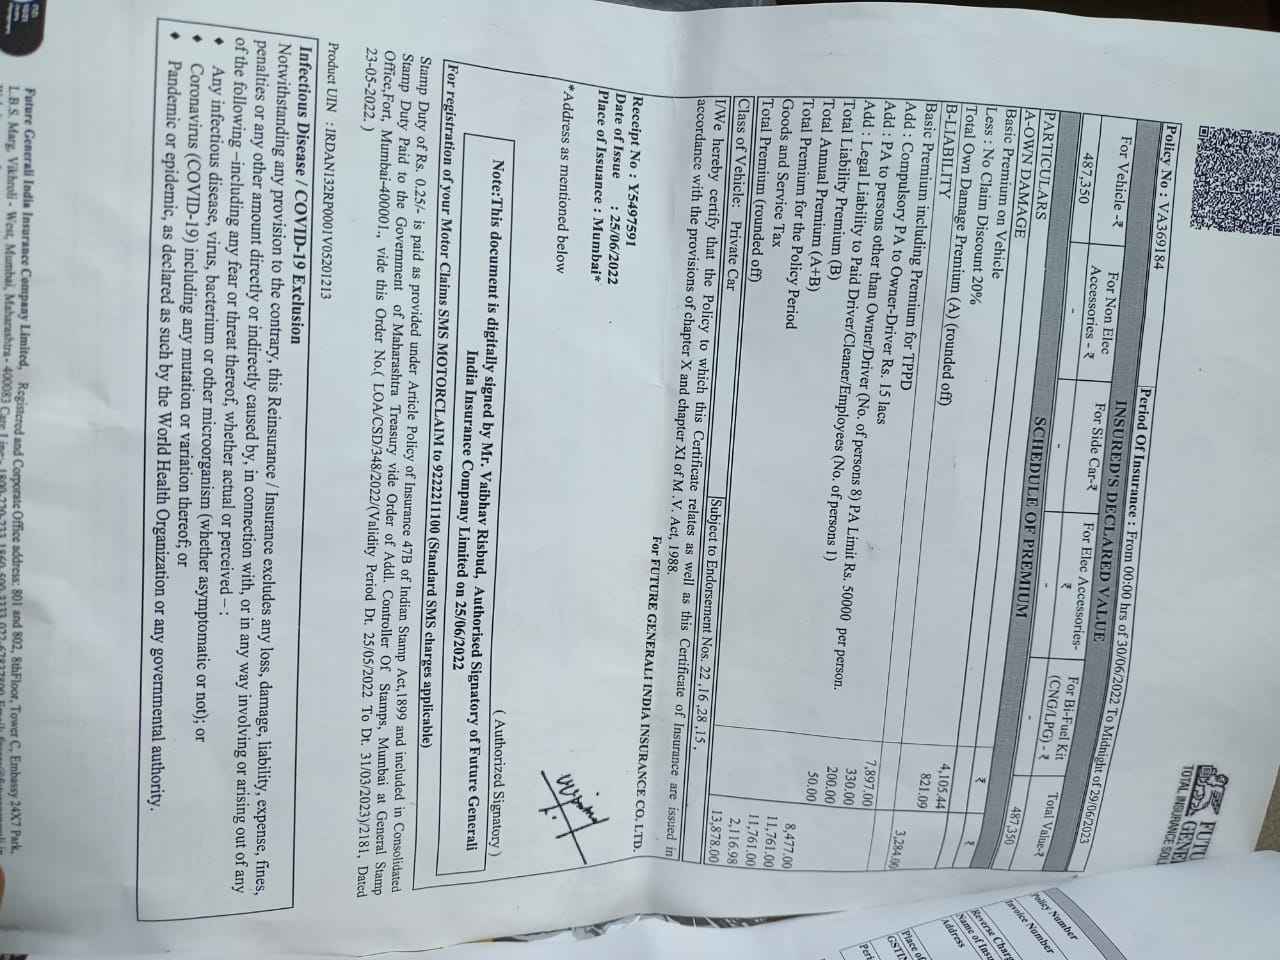 FUTU
GENE
TOTAL INSURANCE SOL
Policy No : VA369184
Period Of Insurance : From 00:00 hrs of 30/06/2022 To Midnight of 29/06/2023
INSURED'S DECLARED VALUE
For Vehicle -₹ For Non Elec Accessories - ₹ For Side Car-₹ For Elec Accessories- ₹ For Bi-Fuel Kit (CNG/LPG) - ₹ Total Value-₹
487,350 - - - - 487,350
SCHEDULE OF PREMIUM
PARTICULARS ₹ ₹
A-OWN DAMAGE
Basic Premium on Vehicle 4,105.44
Less : No Claim Discount 20% 821.09
Total Own Damage Premium (A) (rounded off) 3,284.00
B-LIABILITY
Basic Premium including Premium for TPPD 7,897.00
Add : Compulsory PA to Owner-Driver Rs. 15 lacs 330.00
Add : PA to persons other than Owner/Driver (No. of persons 8) PA Limit Rs. 50000 per person. 200.00
Add : Legal Liability to Paid Driver/Cleaner/Employees (No. of persons 1) 50.00
Total Liability Premium (B) 8,477.00
Total Annual Premium (A+B) 11,761.00
Total Premium for the Policy Period 11,761.00
Goods and Service Tax 2,116.98
Total Premium (rounded off) 13,878.00
Class of Vehicle: Private Car Subject to Endorsement Nos. 22 ,16 ,28 ,15 ,
I/We hereby certify that the Policy to which this Certificate relates as well as this Certificate of Insurance are issued in
accordance with the provisions of chapter X and chapter XI of M .V. Act, 1988.
For FUTURE GENERALI INDIA INSURANCE CO. LTD.
Receipt No : Y5497591
Date of Issue : 25/06/2022
Place of Issuance : Mumbai*
*Address as mentioned below
( Authorized Signatory )
Note:This document is digitally signed by Mr. Vaibhav Risbud, Authorised Signatory of Future Generali
India Insurance Company Limited on 25/06/2022
For registration of your Motor Claims SMS MOTORCLAIM to 9222211100 (Standard SMS charges applicable)
Stamp Duty of Rs. 0.25/- is paid as provided under Article Policy of Insurance 47B of Indian Stamp Act,1899 and included in Consolidated
Stamp Duty Paid to the Government of Maharashtra Treasury vide Order of Addl. Controller Of Stamps, Mumbai at General Stamp
Office,Fort, Mumbai-400001., vide this Order No.( LOA/CSD/348/2022/(Validity Period Dt. 25/05/2022 To Dt. 31/03/2023)/2181, Dated
23-05-2022. )
Product UIN : IRDAN132RP0001V0520121​3
Infectious Disease / COVID-19 Exclusion
Notwithstanding any provision to the contrary, this Reinsurance / Insurance excludes any loss, damage, liability, expense, fines,
penalties or any other amount directly or indirectly caused by, in connection with, or in any way involving or arising out of any
of the following –including any fear or threat thereof, whether actual or perceived – :
♦ Any infectious disease, virus, bacterium or other microorganism (whether asymptomatic or not); or
♦ Coronavirus (COVID-19) including any mutation or variation thereof; or
♦ Pandemic or epidemic, as declared as such by the World Health Organization or any governmental authority.
Future Generali India Insurance Company Limited, Registered and Corporate Office address: 801 and 802, 8thFloor, Tower C, Embassy 24X7 Park,
L.B.S. Marg, Vikhroli - West, Mumbai, Maharashtra - 400083
Policy Number
Invoice Number
Reverse Charg
Name of Insu
Address
Place of
GSTIN
Peri